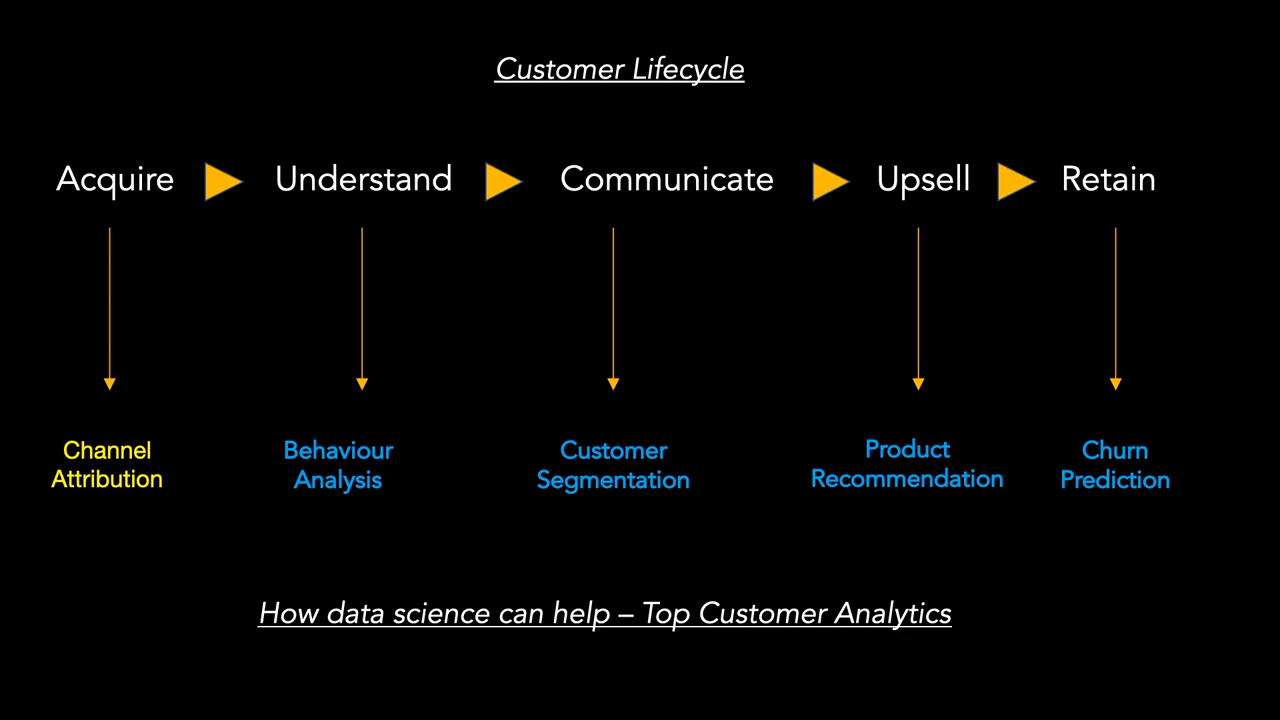 Customer Lifecycle
Acquire Understand Communicate Upsell Retain
Channel Attribution
Behaviour Analysis
Customer Segmentation
Product Recommendation
Churn Prediction
How data science can help – Top Customer Analytics